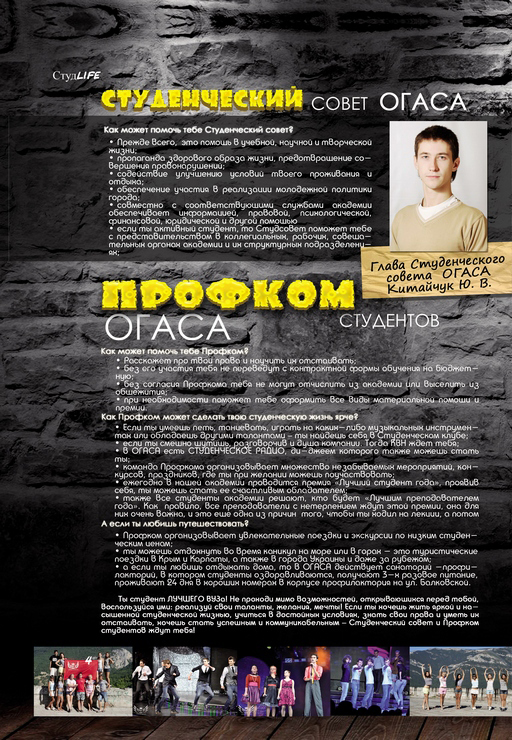 СтудLIFE
СТУДЕНЧЕСКИЙ СОВЕТ ОГАСА
Как может помочь тебе Студенческий совет?
• Прежде всего, это помощь в учебной, научной и творческой
жизни;
• пропаганда здорового образа жизни, предотвращение со-
вершения правонарушений;
• содействие улучшению условий твоего проживания и
отдыха;
• обеспечение участия в реализации молодежной политики
города;
• совместно с соответствующими службами академии
обеспечивает информацией, правовой, психологической,
финансовой, юридической и другой помощью
• если ты активный студент, то Студсовет поможет тебе
с представительством в коллегиальных, рабочих, совеща-
тельных органах академии и их структурных подразделени-
ях;
Глава Студенческого
совета ОГАСА
Китайчук Ю. В.
ПРОФКОМ
ОГАСА СТУДЕНТОВ
Как может помочь тебе Профком?
• Расскажет про твои права и научит их отстаивать;
• без его участия тебя не переведут с контрактной формы обучения на бюджет-
ную;
• без согласия Профкома тебя не могут отчислить из академии или выселить из
общежития;
• при необходимости поможет тебе оформить все виды материальной помощи и
премии.
Как Профком может сделать твою студенческую жизнь ярче?
• Если ты умеешь петь, танцевать, играть на каких-либо музыкальных инструмен-
тах или обладаешь другими талантами - ты найдешь себя в Студенческом клубе;
• если ты смешно шутишь, разговорчив и душа компании. Тогда КВН ждет тебя;
• в ОГАСА есть СТУДЕНЧЕСКОЕ РАДИО, ди-джеем которого также можешь стать
ты;
• команда Профкома организовывает множество незабываемых мероприятий, кон-
курсов, праздников, где ты при желании можешь поучаствовать;
• ежегодно в нашей академии проводится премия «Лучший студент года», проявив
себя, ты можешь стать ее счастливым обладателем;
• также все студенты академии решают, кто будет «Лучшим преподавателем
года». Как правило, все преподаватели с нетерпением ждут этой премии, она для
них очень важна, и это еще одна из причин того, чтобы ты ходил на лекции, а потом
А если ты любишь путешествовать?
• Профком организовывает увлекательные поездки и экскурсии по низким студен-
ческим ценам;
• ты можешь отдохнуть во время каникул на море или в горах – это туристические
поездки в Крым и Карпаты, а также в города Украины и даже за рубежом;
• а если ты любишь отдыхать дома, то в ОГАСА действует санаторий -профи-
лакторий, в котором студенты оздоравливаются, получают 3-х разовое питание,
проживают 24 дня в хороших номерах в корпусе профилактория на ул. Балковской.
Ты студент ЛУЧШЕГО ВУЗа! Не проходи мимо возможностей, открывающихся перед тобой,
воспользуйся ими: реализуй свои таланты, желания, мечты! Если ты хочешь жить яркой и на-
сыщенной студенческой жизнью, учиться в достойных условиях, знать свои права и уметь их
отстаивать, хочешь стать успешным и коммуникабельным – Студенческий совет и Профком
студентов ждут тебя!